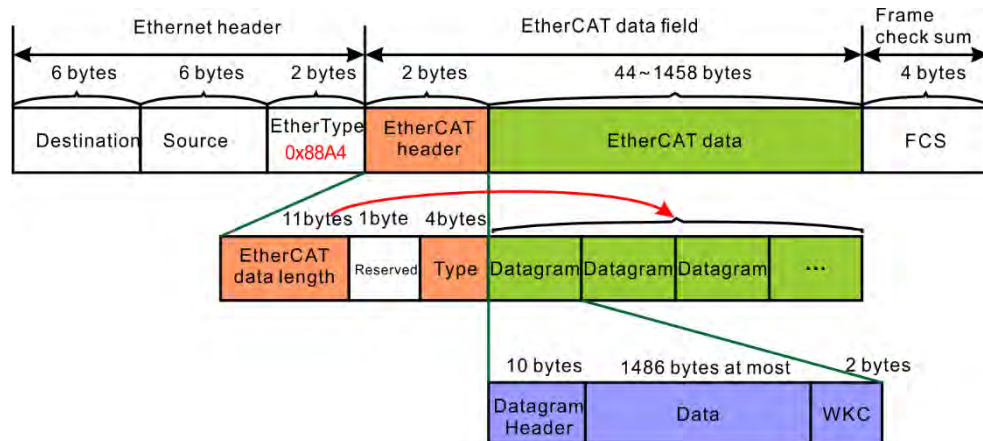 Ethernet header
EtherCAT data field
Frame
check sum
6 bytes
6 bytes
2 bytes
2 bytes
44~1458 bytes
4 bytes
Destination
Source
EtherType
0x88A4
EtherCAT
header
EtherCAT data
FCS
11bytes
1byte
4bytes
EtherCAT
data length
Reserved
Type
Datagram
Datagram
Datagram
...
10 bytes
1486 bytes at most
2 bytes
Datagram
Header
Data
WKC